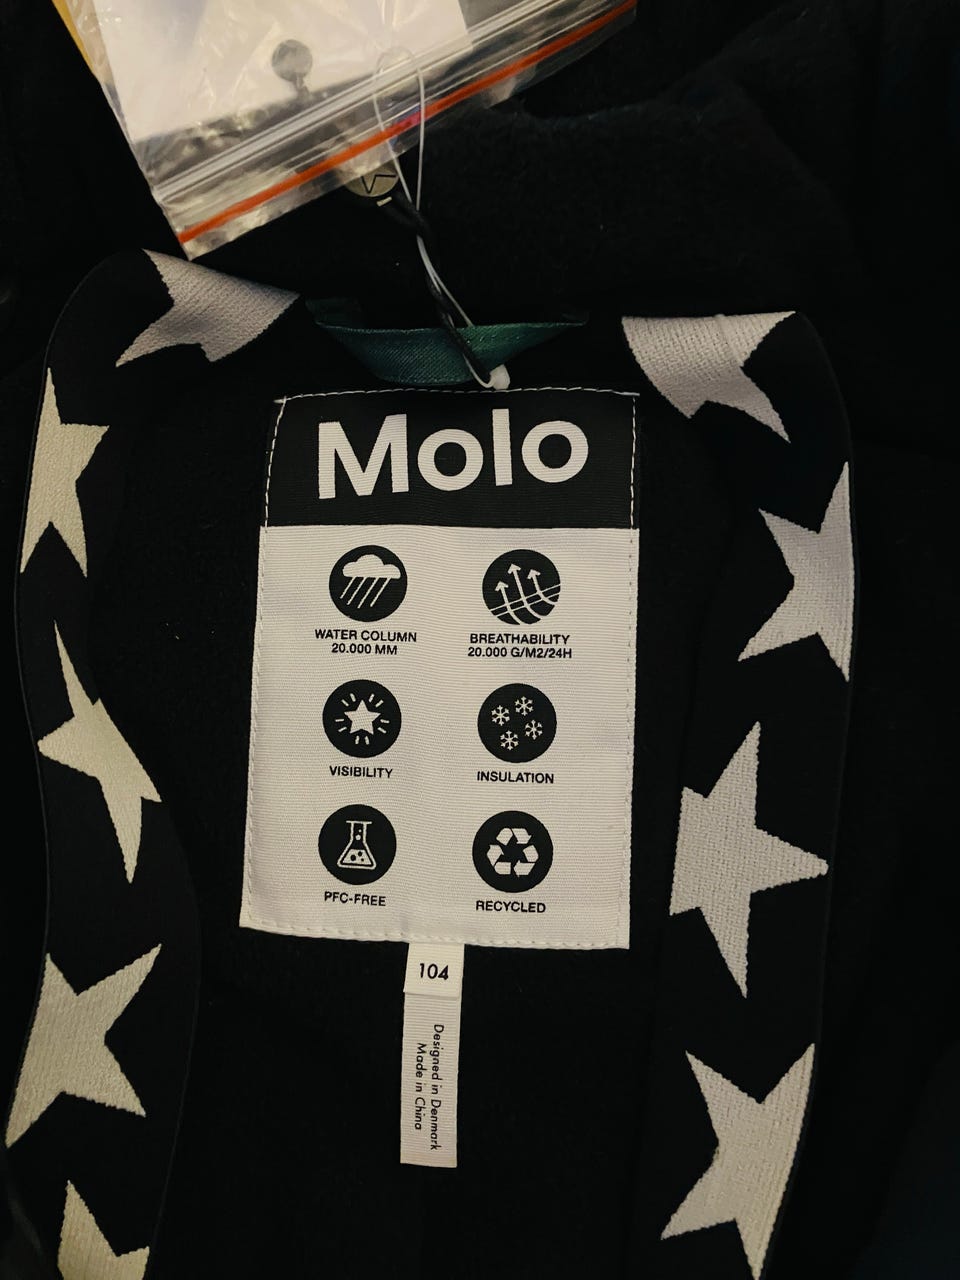 Molo
WATER COLUMN
20.000 MM
BREATHABILITY
20.000 G/M2/24H
VISIBILITY
INSULATION
PFC-FREE
RECYCLED
104
Designed in Denmark
Made in China